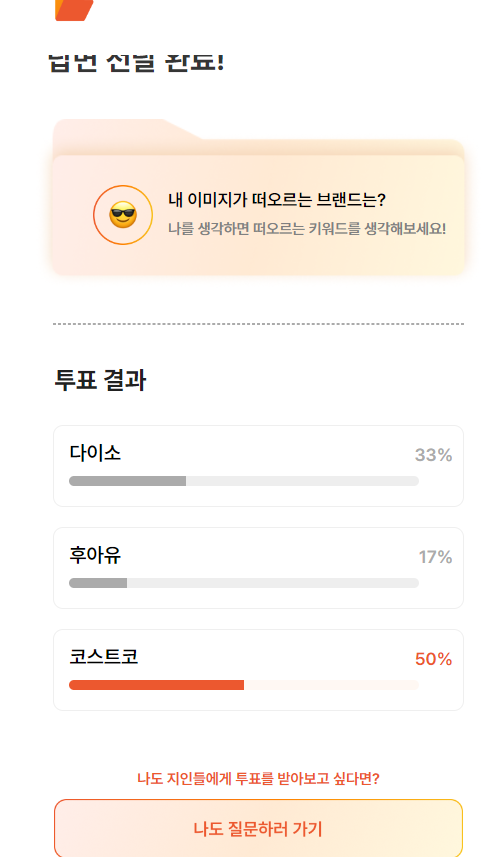 답변 전달 완료!
내 이미지가 떠오르는 브랜드는?
나를 생각하면 떠오르는 키워드를 생각해보세요!
투표 결과
다이소
33%
후아유
17%
코스트코
50%
나도 지인들에게 투표를 받아보고 싶다면?
나도 질문하러 가기